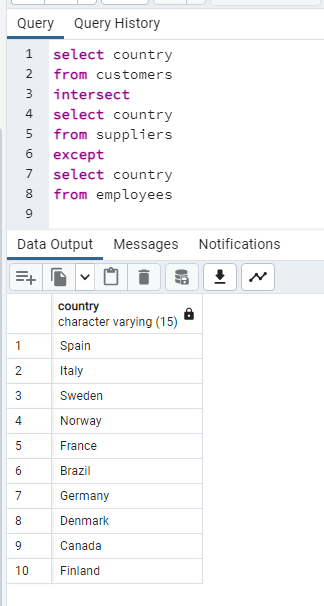 Query Query History
1 select country
2 from customers
3 intersect
4 select country
5 from suppliers
6 except
7 select country
8 from employees
9
Data Output Messages Notifications
country
character varying (15)
1 Spain
2 Italy
3 Sweden
4 Norway
5 France
6 Brazil
7 Germany
8 Denmark
9 Canada
10 Finland